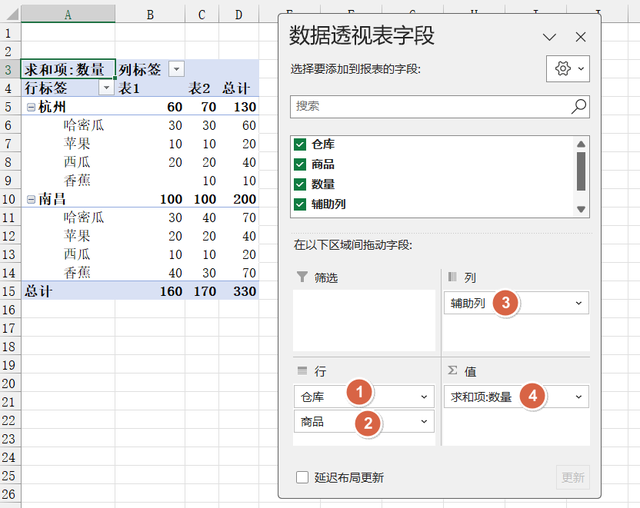 A B C D
1
2
3 求和项:数量 列标签
4 行标签 表1 表2 总计
5 杭州 60 70 130
6 哈密瓜 30 30 60
7 苹果 10 10 20
8 西瓜 20 20 40
9 香蕉 10 10
10 南昌 100 100 200
11 哈密瓜 30 40 70
12 苹果 20 20 40
13 西瓜 10 10 20
14 香蕉 40 30 70
15 总计 160 170 330
16
17
18
19
20
21
22
23
24
25
26
数据透视表字段
选择要添加到报表的字段:
搜索
仓库
商品
数量
辅助列
在以下区域间拖动字段:
筛选
列
辅助列 3
行
仓库 1
商品 2
Σ 值
求和项:数量 4
延迟布局更新
更新